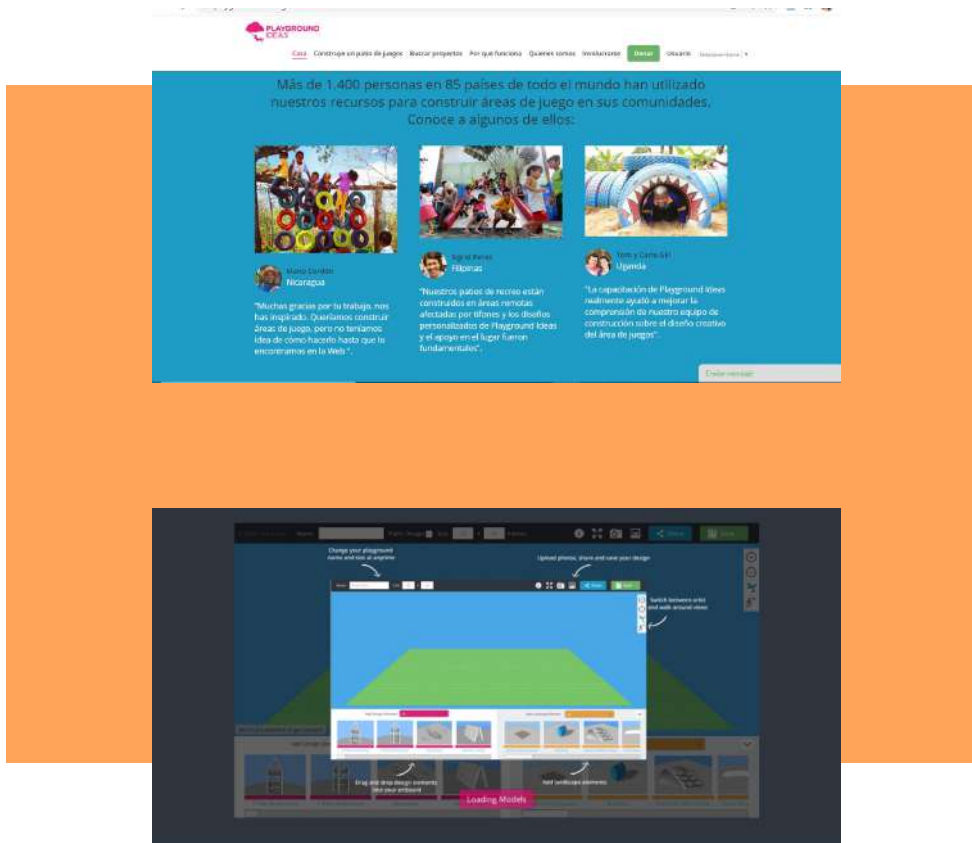 PLAYGROUND
IDEAS
Casa Construye un patio de juegos Buscar proyectos Por qué funciona Quienes somos Involucrarse Donar Usuario
Más de 1.400 personas en 85 países de todo el mundo han utilizado
nuestros recursos para construir áreas de juego en sus comunidades.
Conoce a algunos de ellos:
Nicaragua
"Muchas gracias por tu trabajo, nos
has inspirado. Queríamos construir
áreas de juego, pero no teníamos
idea de cómo hacerlo hasta que lo
encontramos en la Web ".
Filipinas
"Nuestros patios de recreo están
construidos en áreas remotas
afectadas por tifones y los diseños
personalizados de Playground Ideas
y el apoyo en el lugar fueron
fundamentales".
Uganda
"La capacitación de Playground Ideas
realmente ayudó a mejorar la
comprensión de nuestro equipo de
construcción sobre el diseño creativo
del área de juegos".
Enviar mensaje
Change your playground
name and size at anytime
Upload photos, share and save your design
Switch between orbit
and walk around views
Drag and drop design elements
into your artboard
Add landscape elements
Loading Models